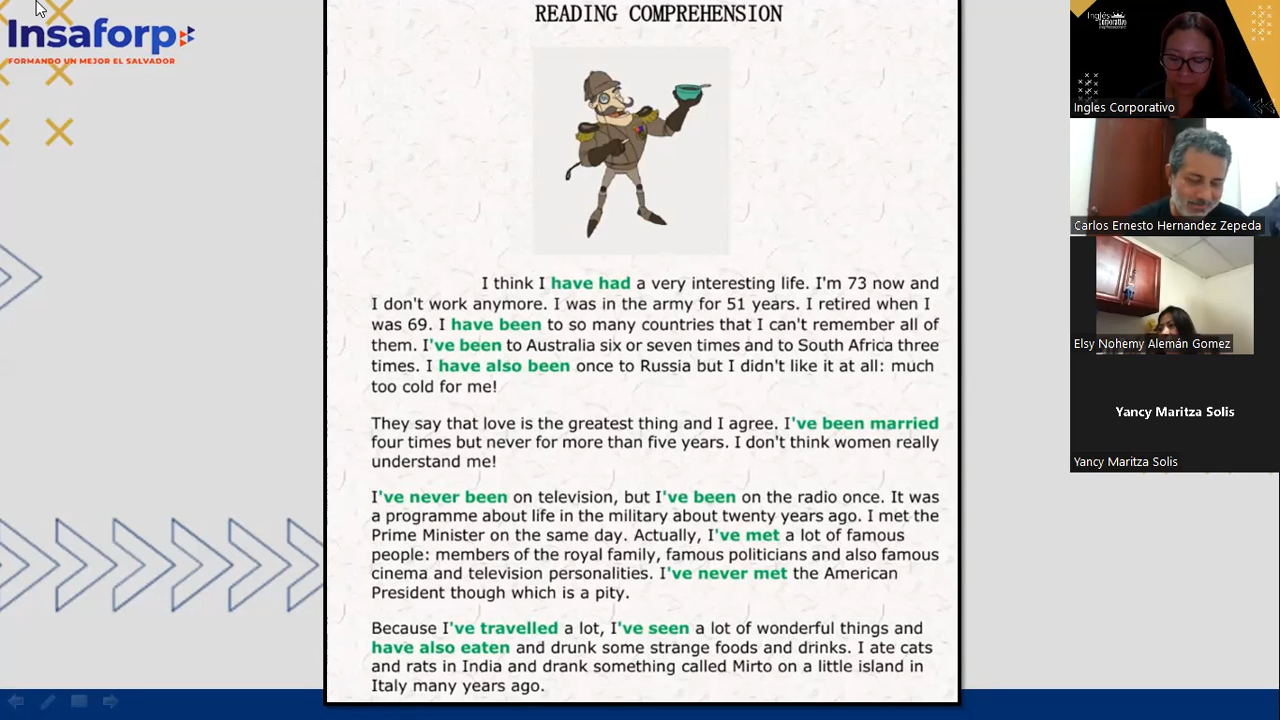 Insaforp
FORMANDO UN MEJOR EL SALVADOR
READING COMPREHENSION
I think I have had a very interesting life. I'm 73 now and
I don't work anymore. I was in the army for 51 years. I retired when I
was 69. I have been to so many countries that I can't remember all of
them. I've been to Australia six or seven times and to South Africa three
times. I have also been once to Russia but I didn't like it at all: much
too cold for me!
They say that love is the greatest thing and I agree. I've been married
four times but never for more than five years. I don't think women really
understand me!
I've never been on television, but I've been on the radio once. It was
a programme about life in the military about twenty years ago. I met the
Prime Minister on the same day. Actually, I've met a lot of famous
people: members of the royal family, famous politicians and also famous
cinema and television personalities. I've never met the American
President though which is a pity.
Because I've travelled a lot, I've seen a lot of wonderful things and
have also eaten and drunk some strange foods and drinks. I ate cats
and rats in India and drank something called Mirto on a little island in
Italy many years ago.
Inglés
Corporativo
Ingles Corporativo
Carlos Ernesto Hernandez Zepeda
Elsy Nohemy Alemán Gomez
Yancy Maritza Solis
Yancy Maritza Solis